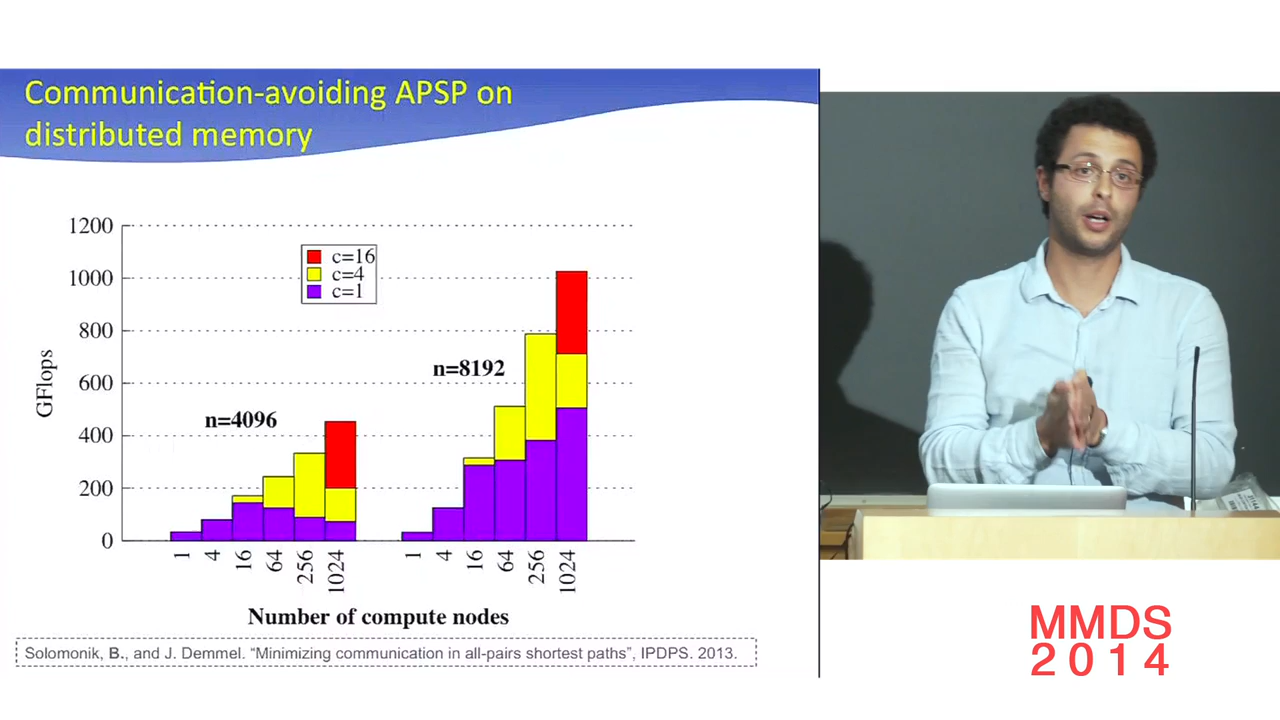 Communication-avoiding APSP on
distributed memory
1200
1000
800
600
400
200
0
GFlops
c=16
c=4
c=1
n=4096
n=8192
1 4 16 64 256 1024 1 4 16 64 256 1024
Number of compute nodes
Solomonik, B., and J. Demmel. “Minimizing communication in all-pairs shortest paths”, IPDPS. 2013.
MMDS
2014